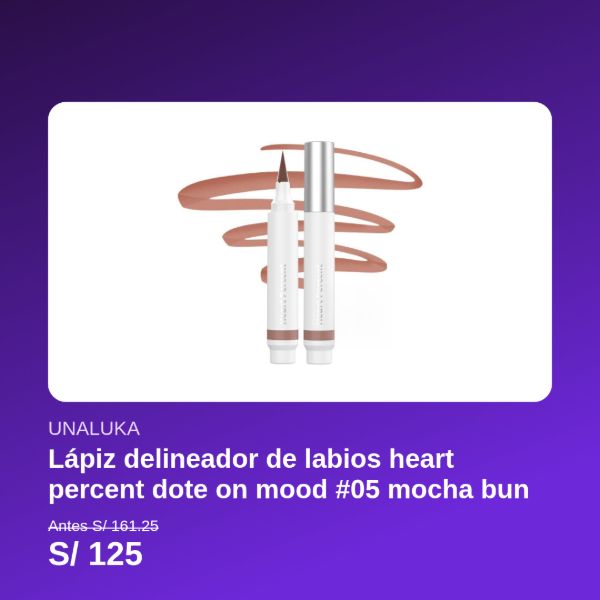 UNALUKA
Lápiz delineador de labios heart
percent dote on mood #05 mocha bun
Antes S/ 161.25
S/ 125